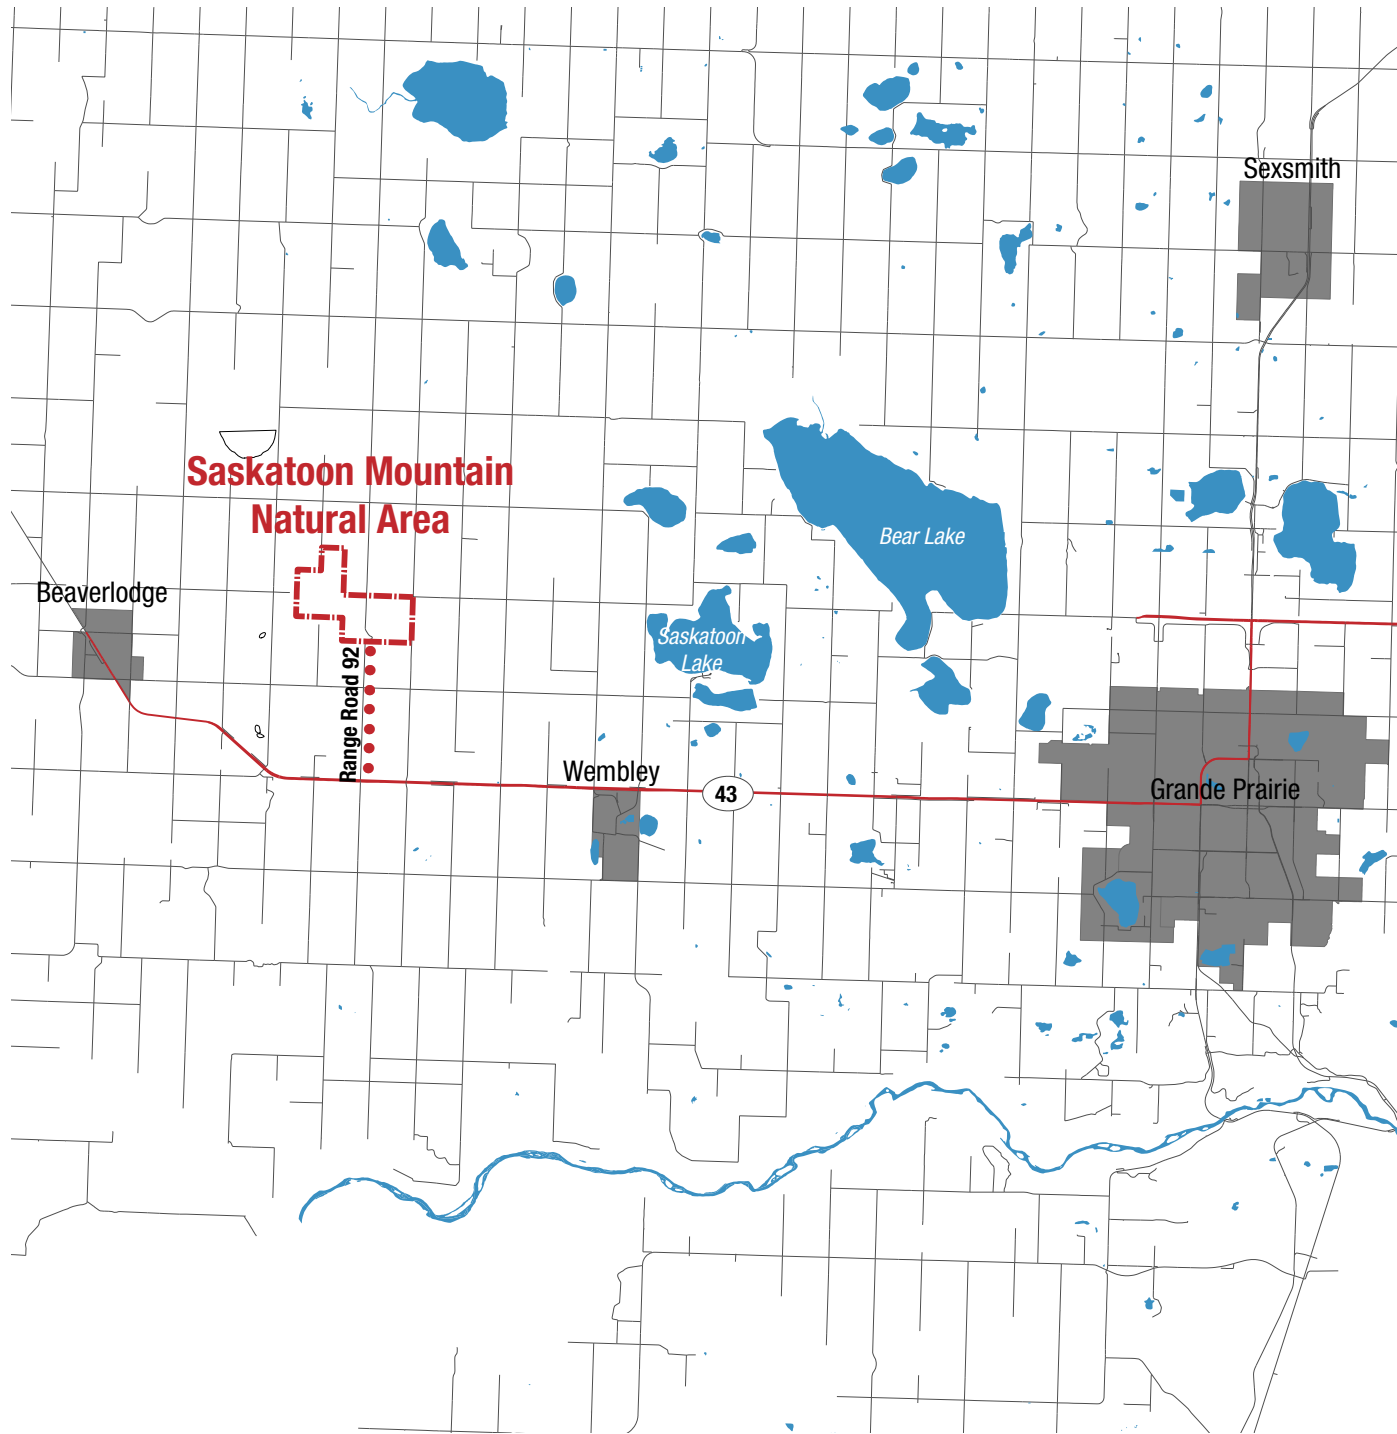 Sexsmith
Saskatoon Mountain
Natural Area
Bear Lake
Beaverlodge
Saskatoon
Lake
Range Road 92
Wembley
43
Grande Prairie